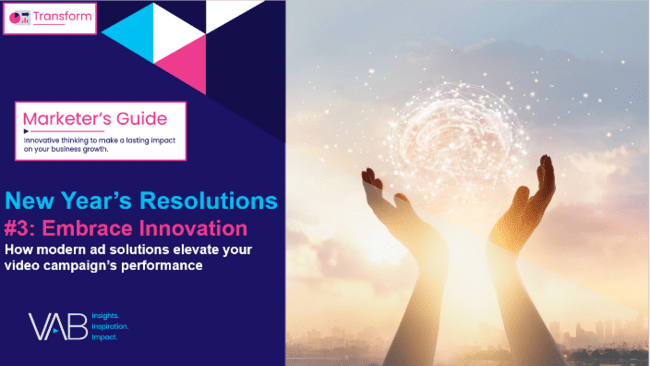 Transform
Marketer's Guide
Innovative thinking to make a lasting impact
on your business growth.
New Year's Resolutions
#3: Embrace Innovation
How modern ad solutions elevate your
video campaign's performance
VAB
Insights.
Inspiration.
Impact.